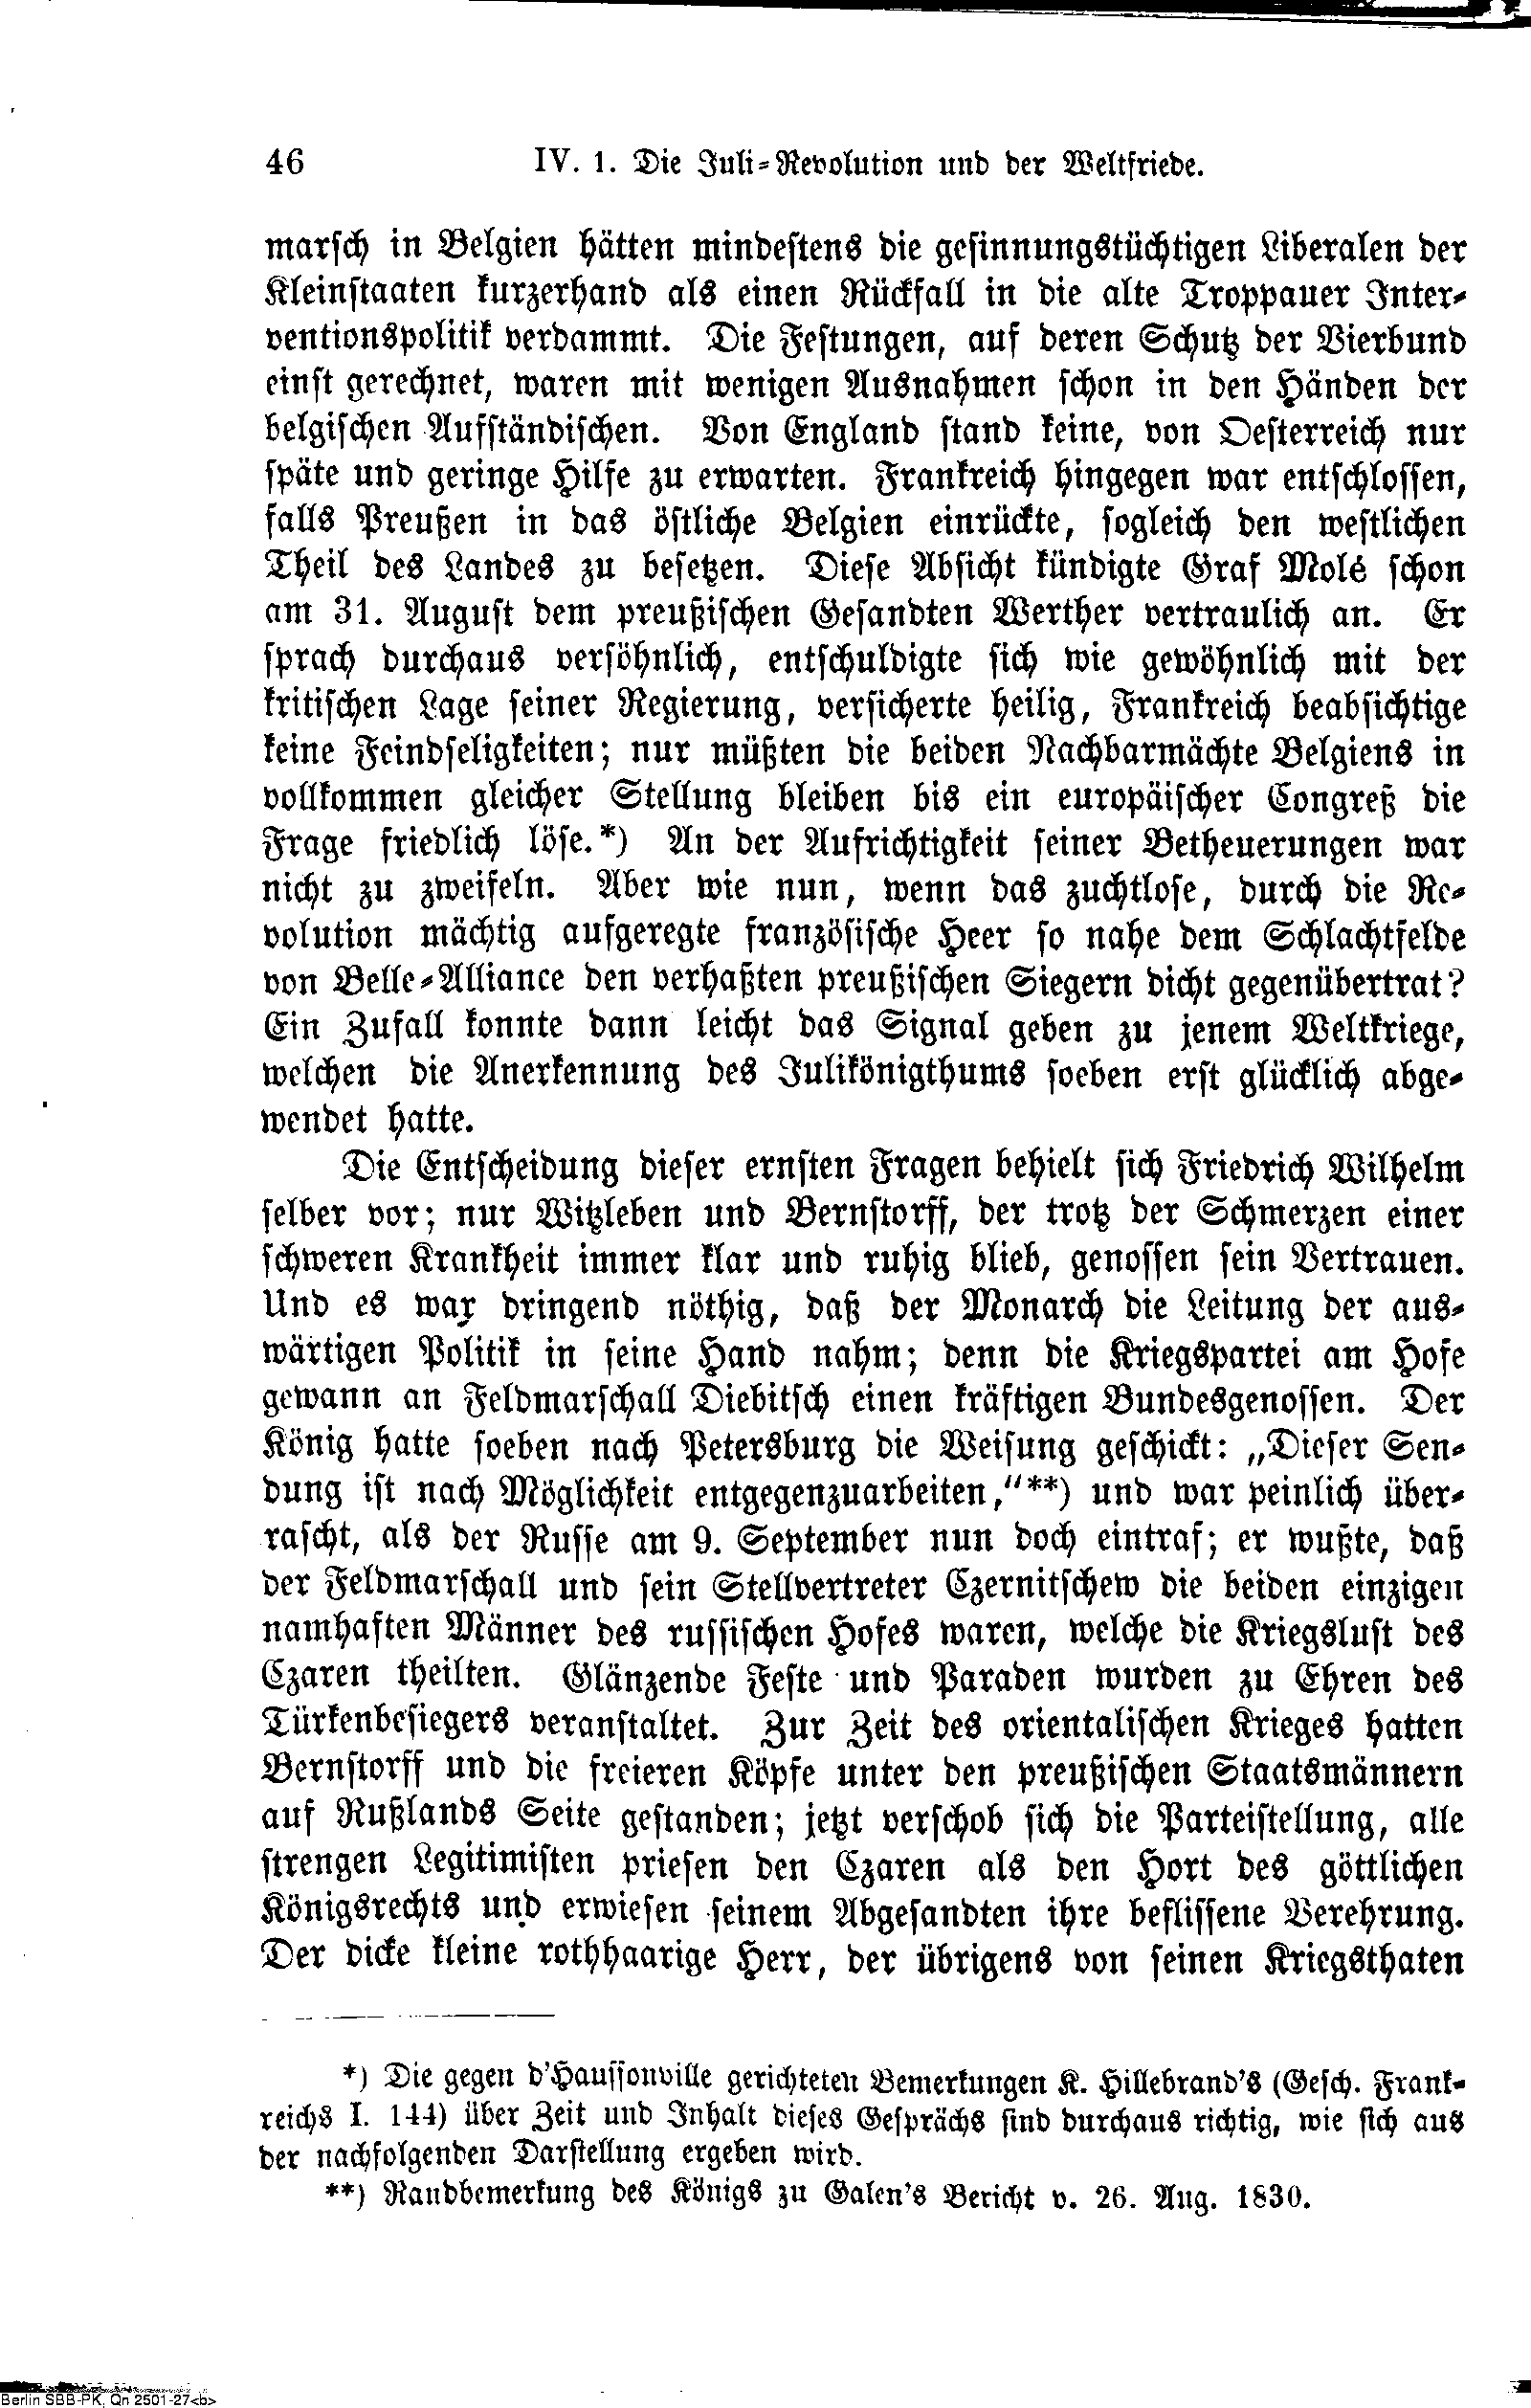 46 IV. 1. Die Juli-Revolution und der Weltfriede.
marsch in Belgien hätten mindestens die gesinnungstüchtigen Liberalen der
Kleinstaaten kurzerhand als einen Rückfall in die alte Troppauer Inter-
ventionspolitik verdammt. Die Festungen, auf deren Schutz der Vierbund
einst gerechnet, waren mit wenigen Ausnahmen schon in den Händen der
belgischen Aufständischen. Von England stand keine, von Oesterreich nur
späte und geringe Hilfe zu erwarten. Frankreich hingegen war entschlossen,
falls Preußen in das östliche Belgien einrückte, sogleich den westlichen
Theil des Landes zu besetzen. Diese Absicht kündigte Graf Molé schon
am 31. August dem preußischen Gesandten Werther vertraulich an. Er
sprach durchaus versöhnlich, entschuldigte sich wie gewöhnlich mit der
kritischen Lage seiner Regierung, versicherte heilig, Frankreich beabsichtige
keine Feindseligkeiten; nur müßten die beiden Nachbarmächte Belgiens in
vollkommen gleicher Stellung bleiben bis ein europäischer Congreß die
Frage friedlich löse.*) An der Aufrichtigkeit seiner Betheuerungen war
nicht zu zweifeln. Aber wie nun, wenn das zuchtlose, durch die Re-
volution mächtig aufgeregte französische Heer so nahe dem Schlachtfelde
von Belle-Alliance den verhaßten preußischen Siegern dicht gegenübertrat?
Ein Zufall konnte dann leicht das Signal geben zu jenem Weltkriege,
welchen die Anerkennung des Julikönigthums soeben erst glücklich abge-
wendet hatte.
Die Entscheidung dieser ernsten Fragen behielt sich Friedrich Wilhelm
selber vor; nur Witzleben und Bernstorff, der trotz der Schmerzen einer
schweren Krankheit immer klar und ruhig blieb, genossen sein Vertrauen.
Und es war dringend nöthig, daß der Monarch die Leitung der aus-
wärtigen Politik in seine Hand nahm; denn die Kriegspartei am Hofe
gewann an Feldmarschall Diebitsch einen kräftigen Bundesgenossen. Der
König hatte soeben nach Petersburg die Weisung geschickt: „Dieser Sen-
dung ist nach Möglichkeit entgegenzuarbeiten,“**) und war peinlich über-
rascht, als der Russe am 9. September nun doch eintraf; er wußte, daß
der Feldmarschall und sein Stellvertreter Czernitschew die beiden einzigen
namhaften Männer des russischen Hofes waren, welche die Kriegslust des
Czaren theilten. Glänzende Feste und Paraden wurden zu Ehren des
Türkenbesiegers veranstaltet. Zur Zeit des orientalischen Krieges hatten
Bernstorff und die freieren Köpfe unter den preußischen Staatsmännern
auf Rußlands Seite gestanden; jetzt verschob sich die Parteistellung, alle
strengen Legitimisten priesen den Czaren als den Hort des göttlichen
Königsrechts und erwiesen seinem Abgesandten ihre beflissene Verehrung.
Der dicke kleine rothhaarige Herr, der übrigens von seinen Kriegsthaten
*) Die gegen d'Haussonville gerichteten Bemerkungen K. Hillebrand's (Gesch. Frank-
reichs I. 144) über Zeit und Inhalt dieses Gesprächs sind durchaus richtig, wie sich aus
der nachfolgenden Darstellung ergeben wird.
**) Randbemerkung des Königs zu Galen's Bericht v. 26. Aug. 1830.
Berlin SBB-PK, Qn 2501-27<b>